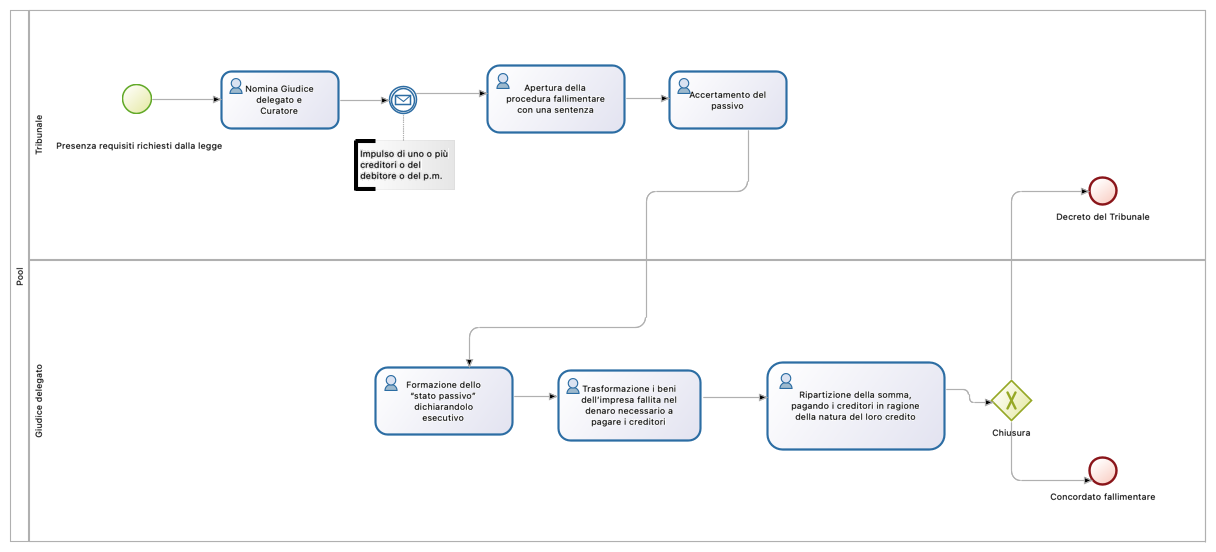 Pool
Tribunale
Presenza requisiti richiesti dalla legge
Nomina Giudice
delegato e
Curatore
Impulso di uno o più
creditori o del
debitore o del p.m.
Apertura della
procedura fallimentare
con una sentenza
Accertamento del
passivo
Decreto del Tribunale
Giudice delegato
Formazione dello
"stato passivo"
dichiarandolo
esecutivo
Trasformazione i beni
dell'impresa fallita nel
denaro necessario a
pagare i creditori
Ripartizione della somma,
pagando i creditori in ragione
della natura del loro credito
Chiusura
Concordato fallimentare